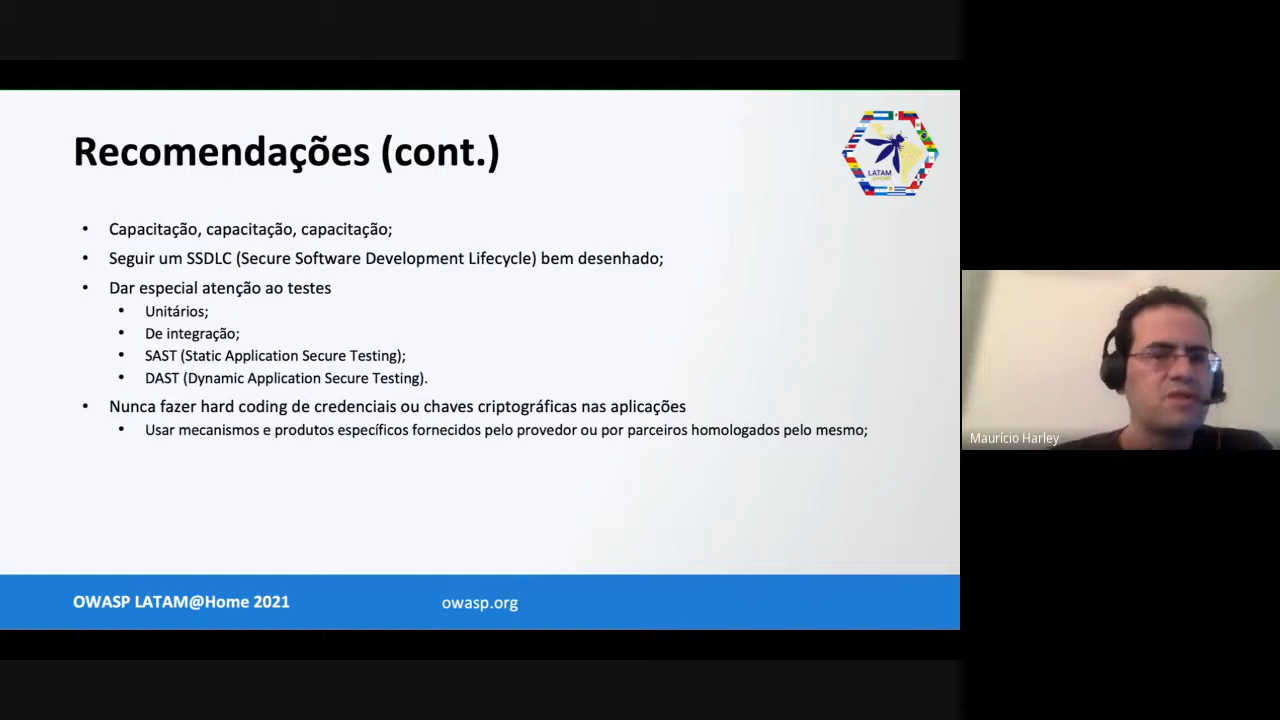 Recomendações (cont.)
LATAM
@HOME
• Capacitação, capacitação, capacitação;
• Seguir um SSDLC (Secure Software Development Lifecycle) bem desenhado;
• Dar especial atenção ao testes
• Unitários;
• De integração;
• SAST (Static Application Secure Testing);
• DAST (Dynamic Application Secure Testing).
• Nunca fazer hard coding de credenciais ou chaves criptográficas nas aplicações
• Usar mecanismos e produtos específicos fornecidos pelo provedor ou por parceiros homologados pelo mesmo;
Maurício Harley
OWASP LATAM@Home 2021
owasp.org